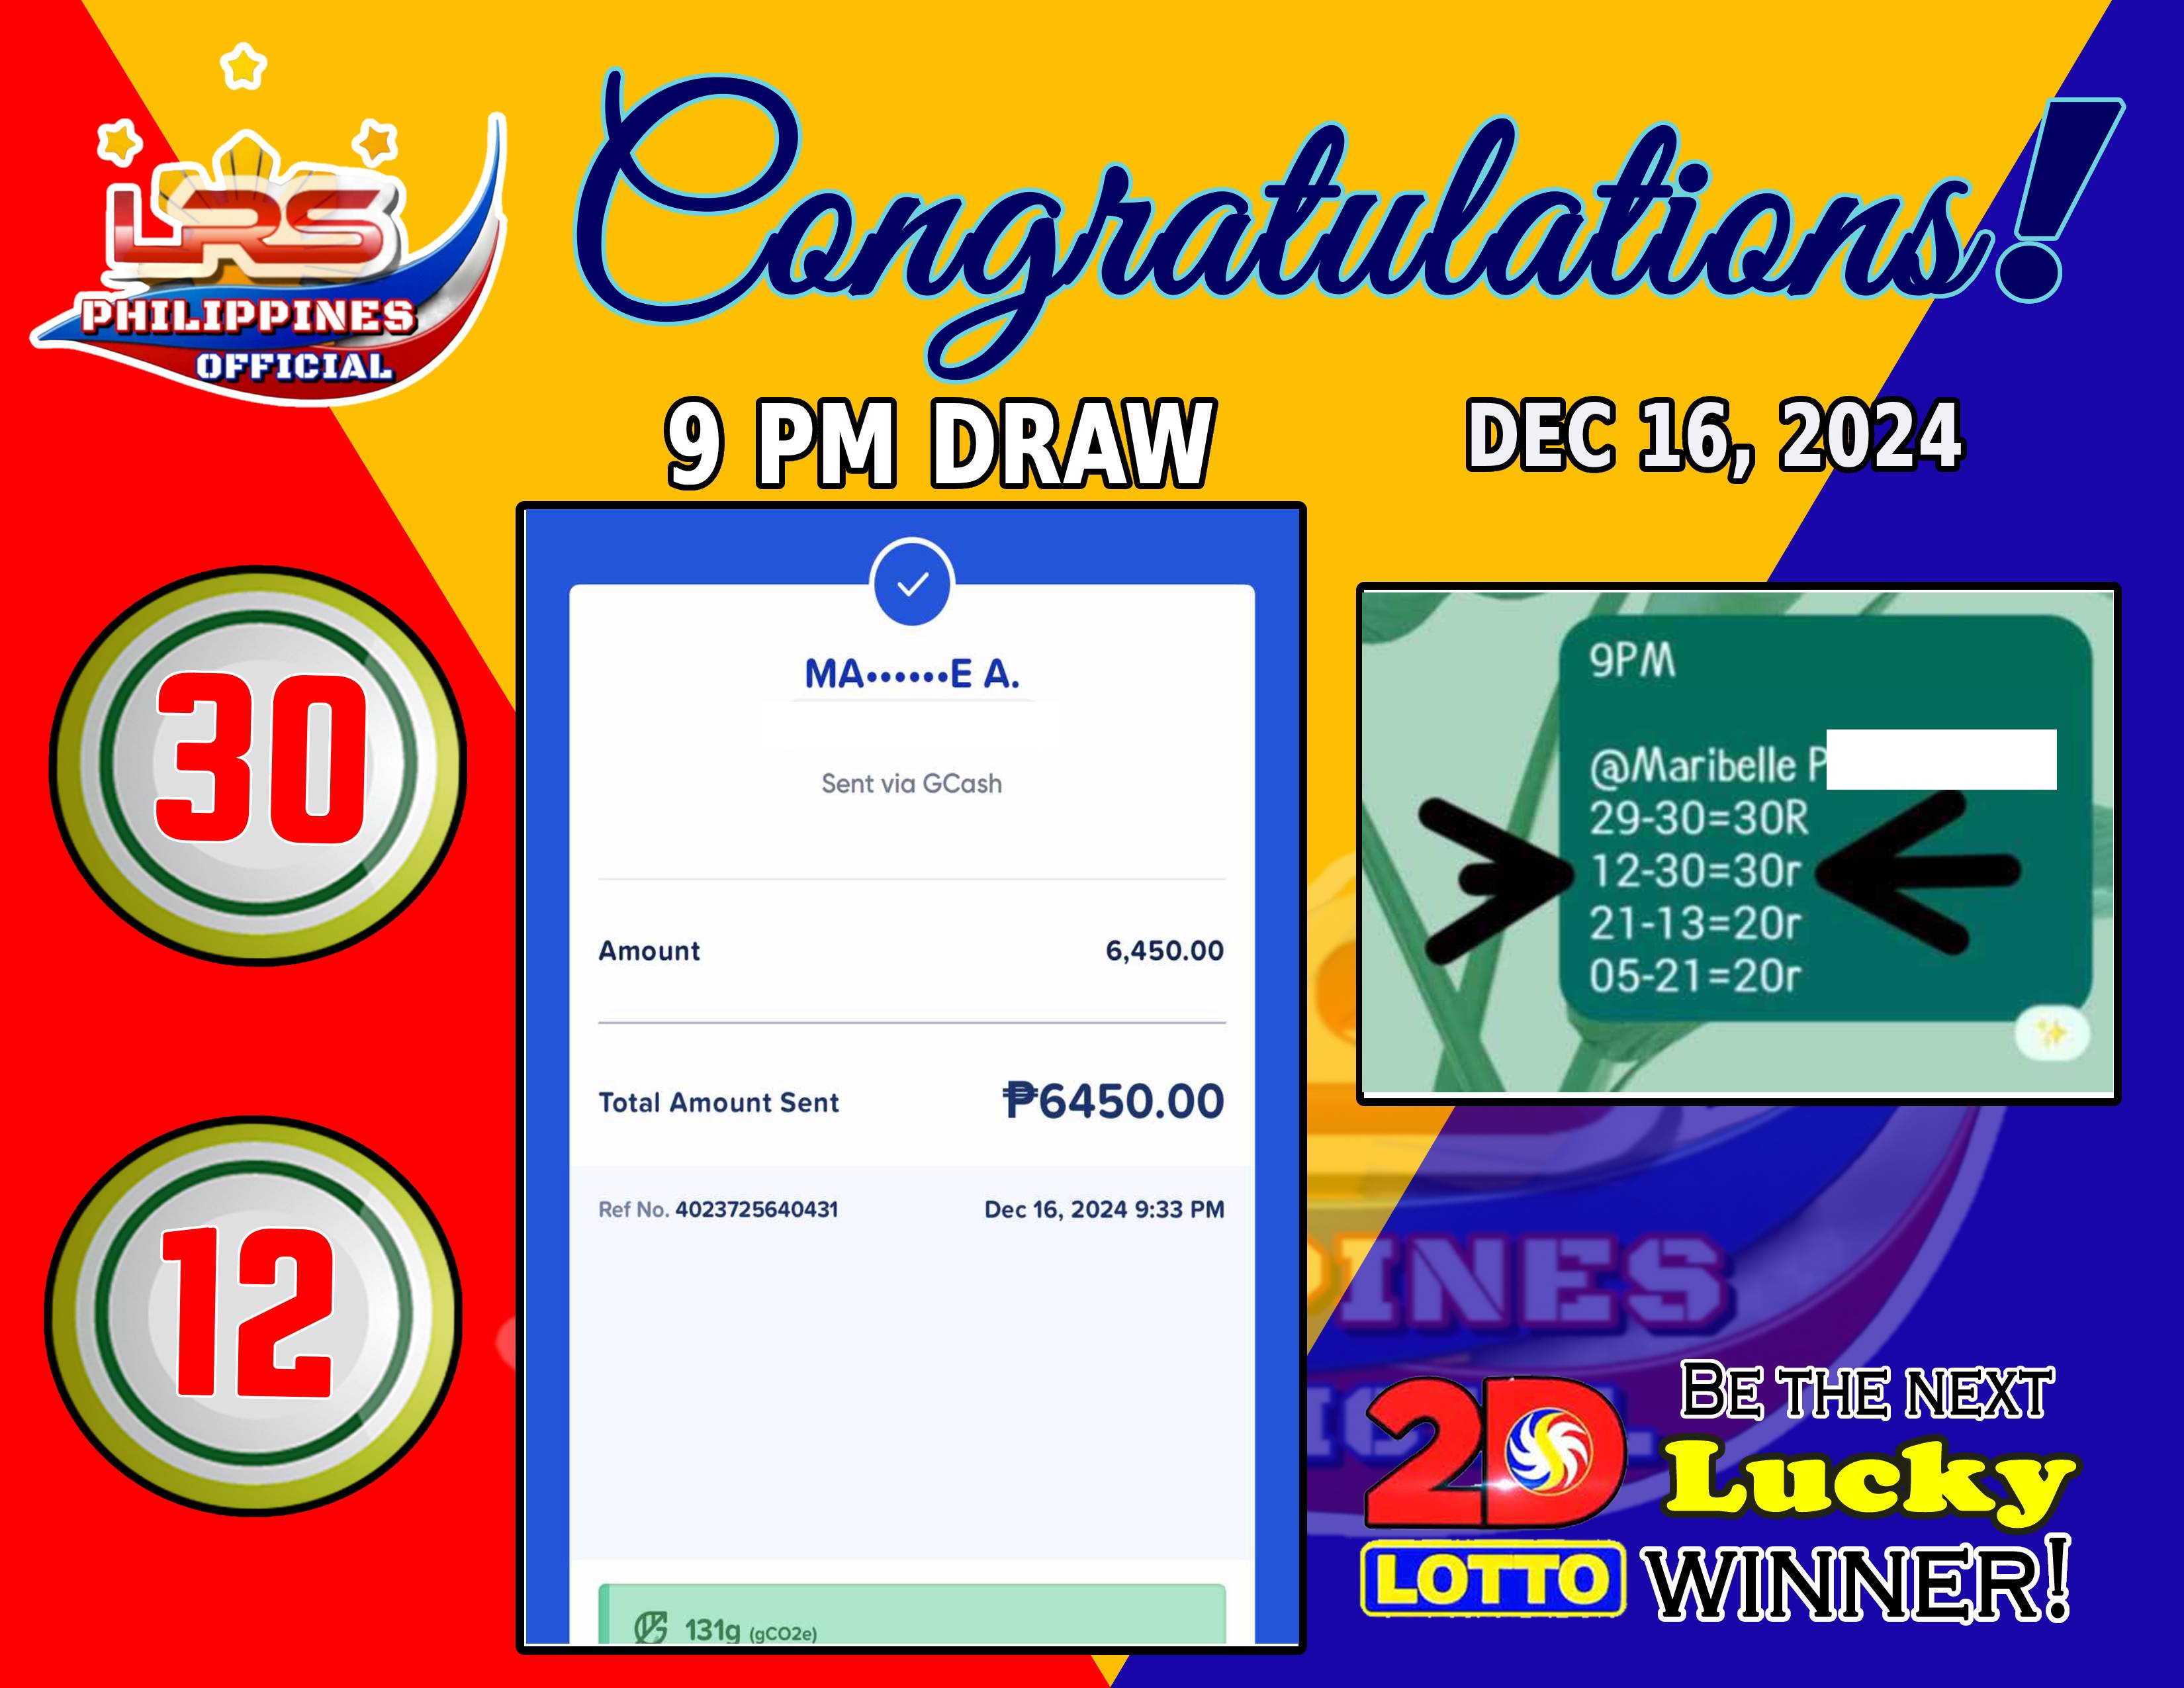 LRS
PHILIPPINES
OFFICIAL
Congratulations!
9 PM DRAW
DEC 16, 2024
30
12
MA••••••E A.
Sent via GCash
Amount 6,450.00
Total Amount Sent ₱6450.00
Ref No. 4023725640431 Dec 16, 2024 9:33 PM
131g (gCO2e)
9PM
@Maribelle P
29-30=30R
12-30=30r
21-13=20r
05-21=20r
PINES
2D
LOTTO
BE THE NEXT
Lucky
WINNER!